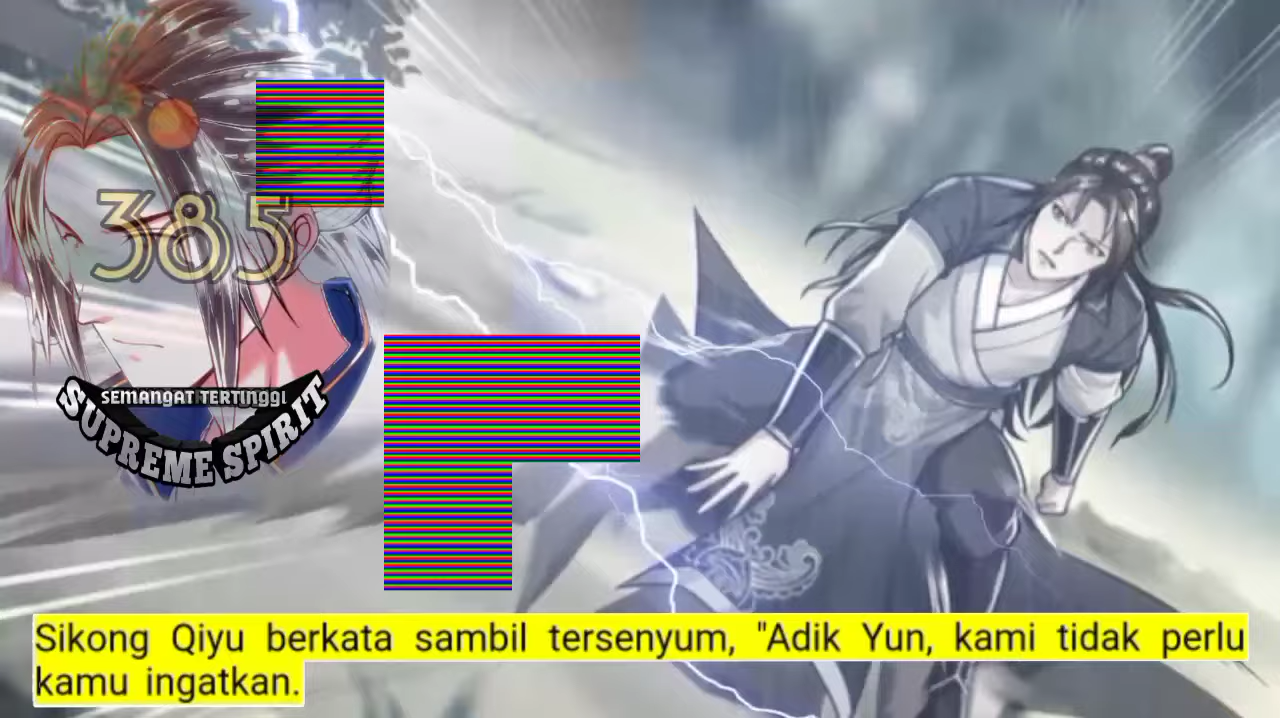 385
SEMANGAT TERTINGGI
SUPREME SPIRIT
Sikong Qiyu berkata sambil tersenyum, "Adik Yun, kami tidak perlu
kamu ingatkan.